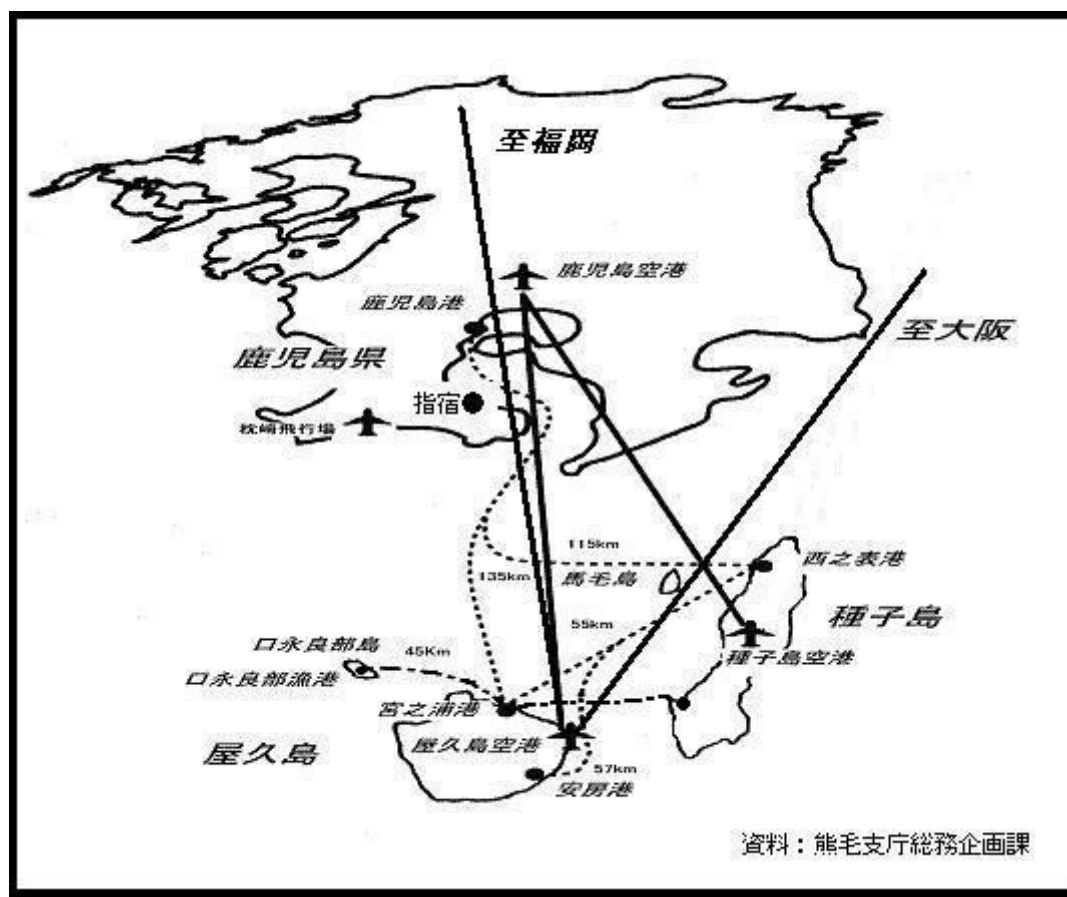 至福岡
鹿児島空港
鹿児島港
至大阪
鹿児島県
指宿
枕崎飛行場
115km
西之表港
135km
馬毛島
種子島
55km
口永良部島
45Km
種子島空港
口永良部漁港
宮之浦港
屋久島空港
屋久島
57km
安房港
資料：熊毛支庁総務企画課